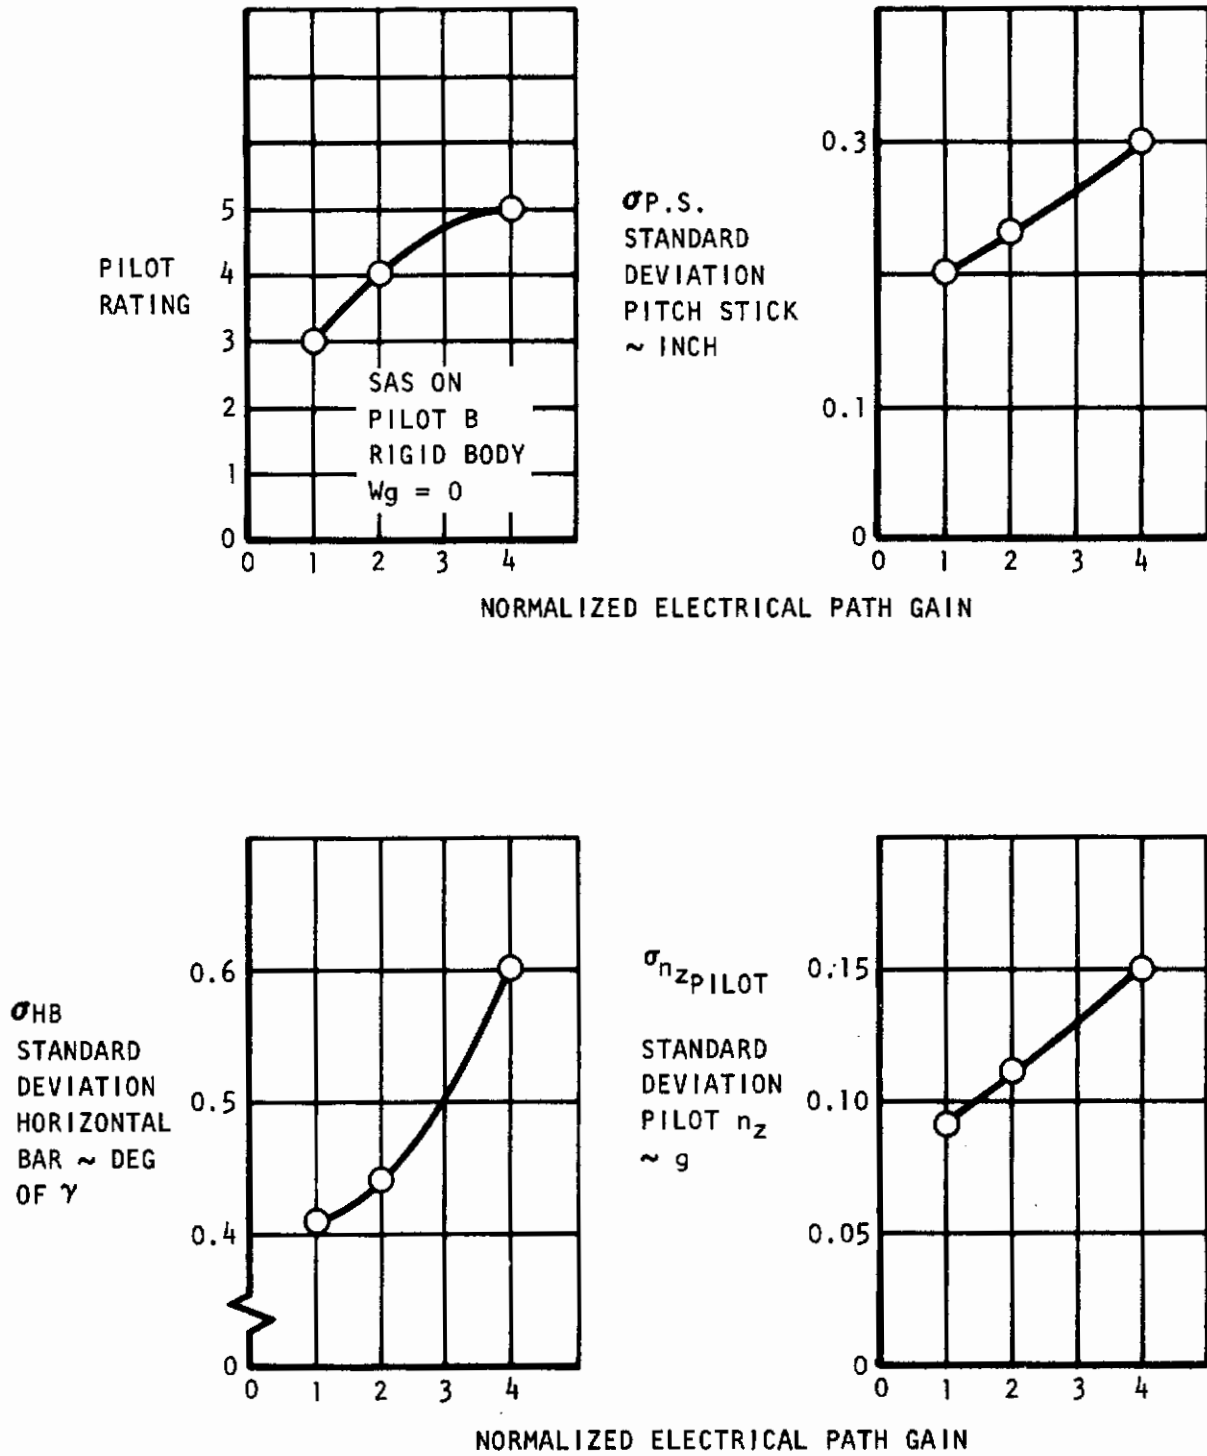 PILOT
RATING
5
4
3
2
1
0
SAS ON
PILOT B
RIGID BODY
Wg = 0
0 1 2 3 4
σP.S.
STANDARD
DEVIATION
PITCH STICK
~ INCH
0.3
0.1
0
0 1 2 3 4
NORMALIZED ELECTRICAL PATH GAIN
σHB
STANDARD
DEVIATION
HORIZONTAL
BAR ~ DEG
OF γ
0.6
0.5
0.4
0
0 1 2 3 4
σnzPILOT
STANDARD
DEVIATION
PILOT nz
~ g
0.15
0.10
0.05
0
0 1 2 3 4
NORMALIZED ELECTRICAL PATH GAIN